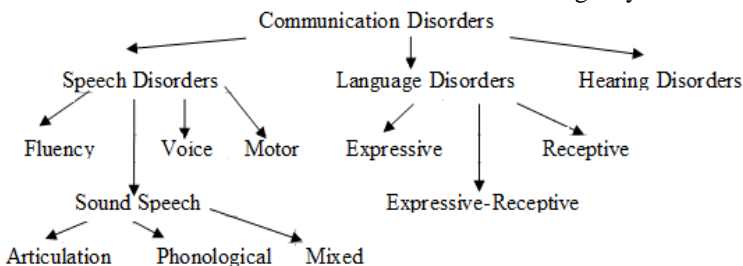 Communication Disorders
Speech Disorders Language Disorders Hearing Disorders
Fluency Voice Motor Expressive Receptive
Sound Speech Expressive-Receptive
Articulation Phonological Mixed